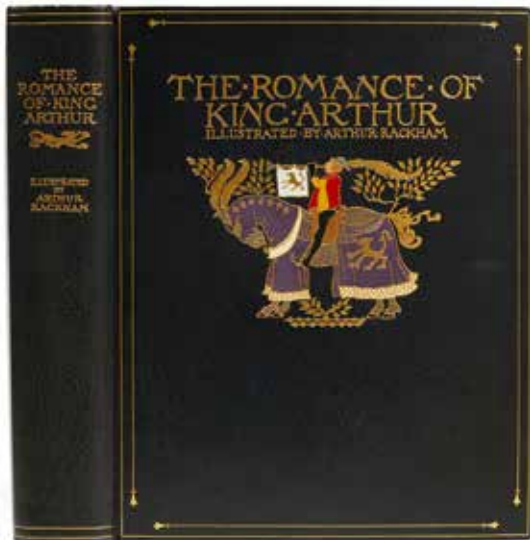 THE
ROMANCE
OF·KING
ARTHUR
ILLUSTRATED
BY
ARTHUR
RACKHAM
THE·ROMANCE·OF
KING·ARTHUR
ILLUSTRATED·BY·ARTHUR RACKHAM